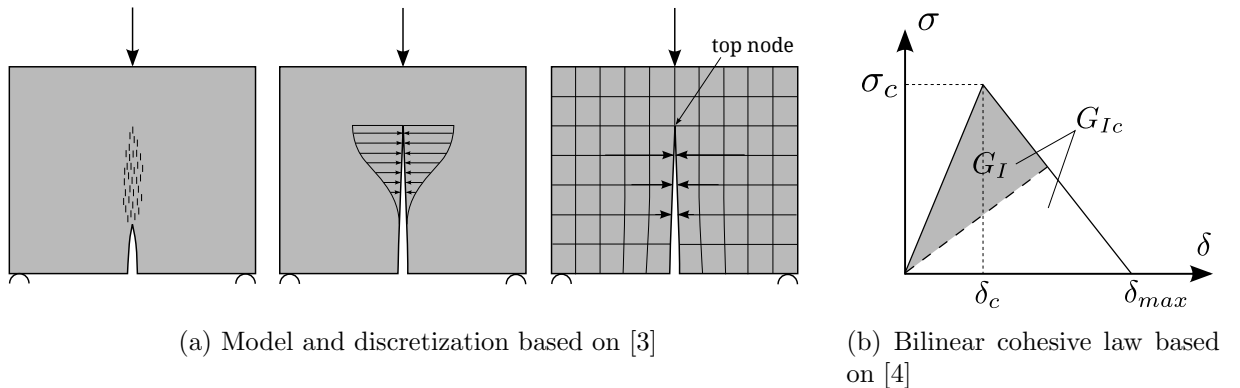 top node
(a) Model and discretization based on [3]
σ
σc
GIc
GI
δ
δc
δmax
(b) Bilinear cohesive law based
on [4]